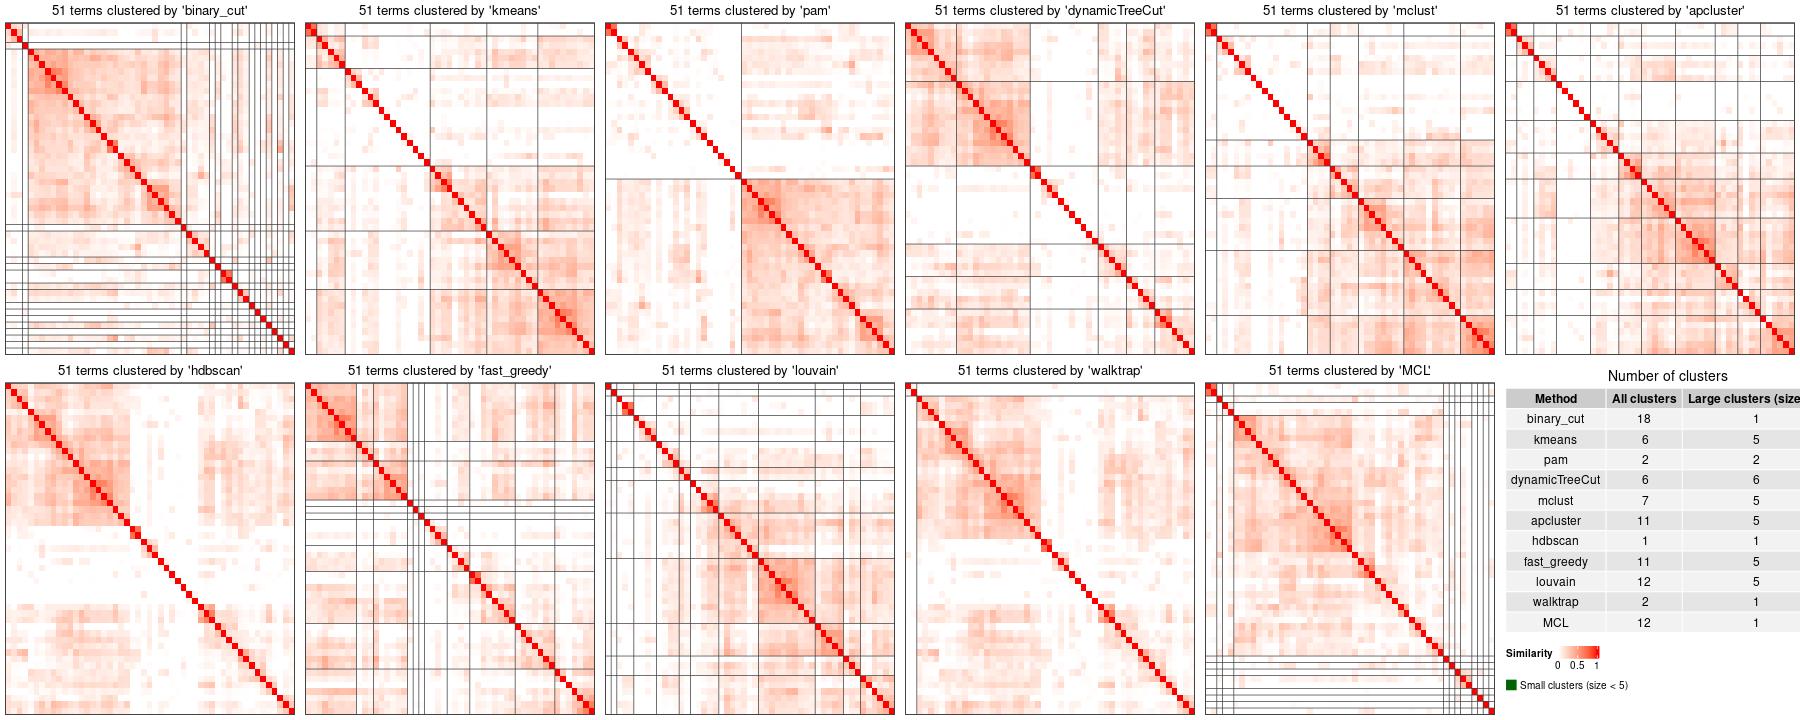 51 terms clustered by 'binary_cut'
51 terms clustered by 'kmeans'
51 terms clustered by 'pam'
51 terms clustered by 'dynamicTreeCut'
51 terms clustered by 'mclust'
51 terms clustered by 'apcluster'
51 terms clustered by 'hdbscan'
51 terms clustered by 'fast_greedy'
51 terms clustered by 'louvain'
51 terms clustered by 'walktrap'
51 terms clustered by 'MCL'
Number of clusters
Method All clusters Large clusters (size
binary_cut 18 1
kmeans 6 5
pam 2 2
dynamicTreeCut 6 6
mclust 7 5
apcluster 11 5
hdbscan 1 1
fast_greedy 11 5
louvain 12 5
walktrap 2 1
MCL 12 1
Similarity
0 0.5 1
Small clusters (size < 5)